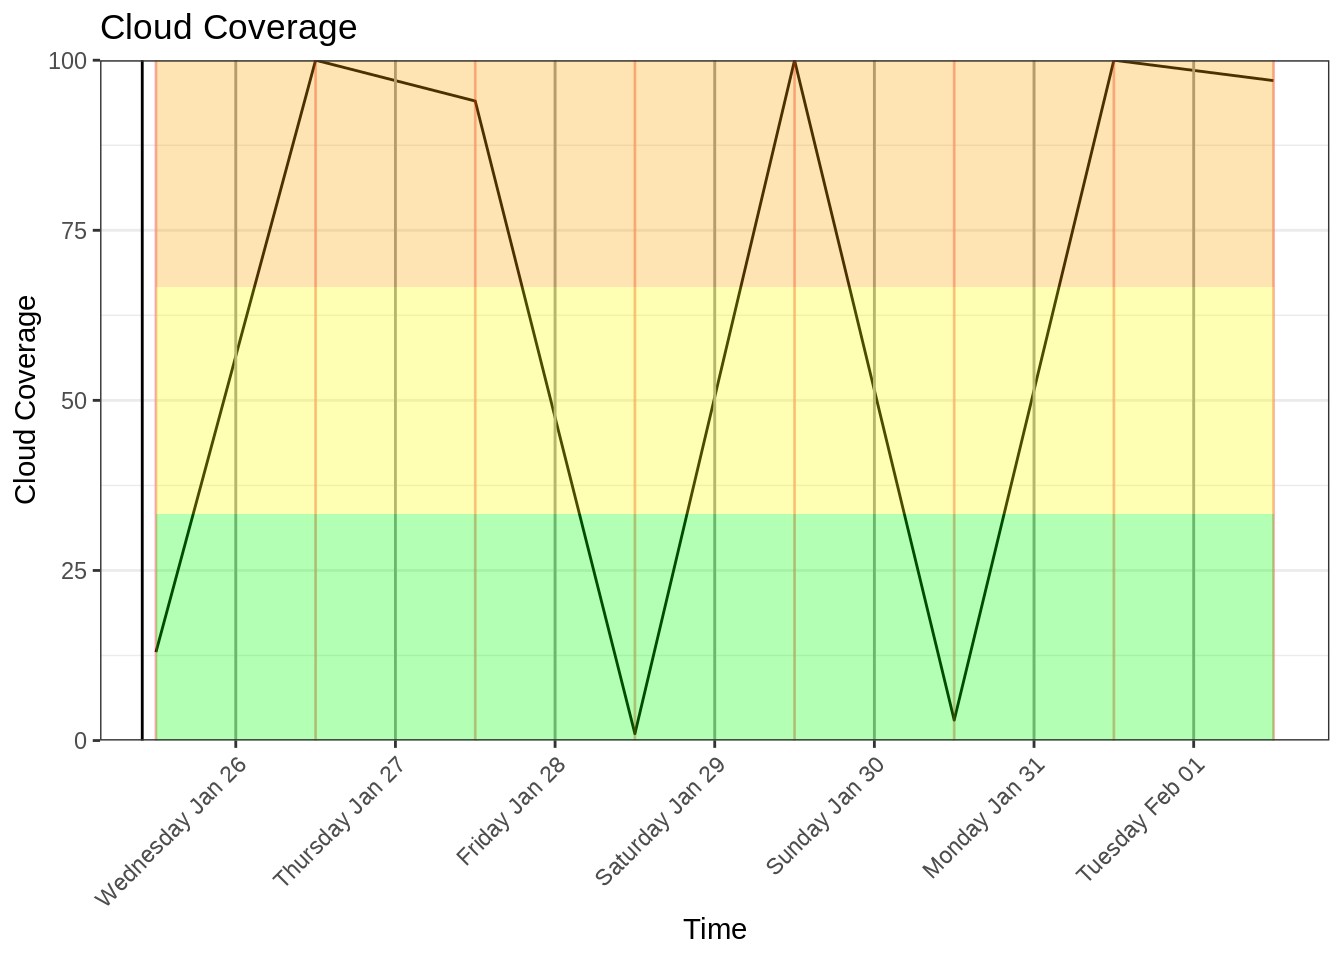 Cloud Coverage
100
75
50
25
0
Cloud Coverage
Wednesday Jan 26
Thursday Jan 27
Friday Jan 28
Saturday Jan 29
Sunday Jan 30
Monday Jan 31
Tuesday Feb 01
Time